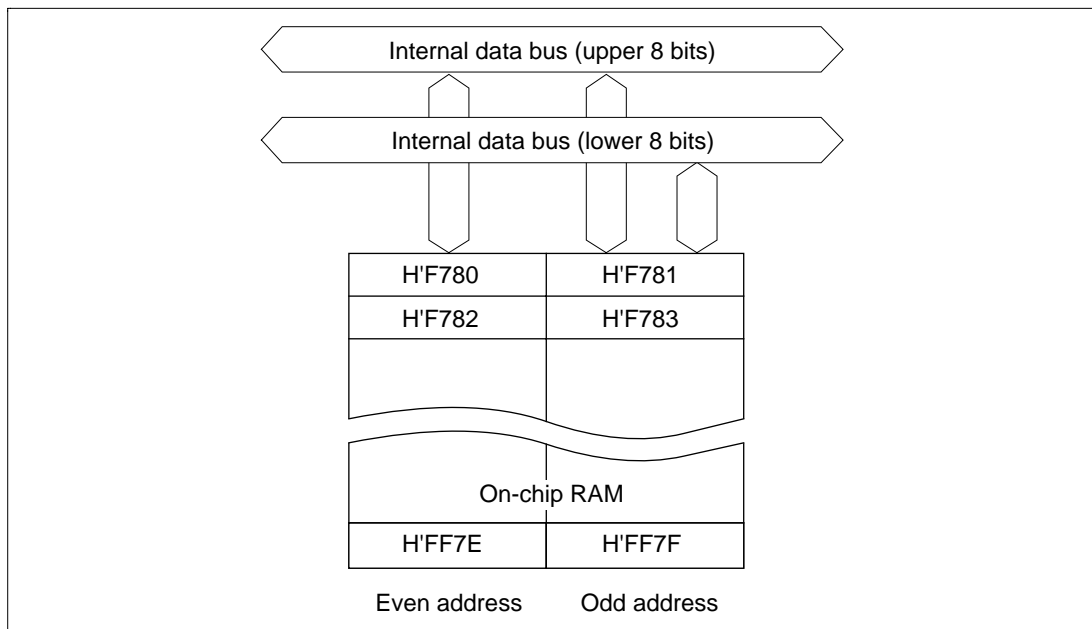 Internal data bus (upper 8 bits)
Internal data bus (lower 8 bits)
H'F780 H'F781
H'F782 H'F783
On-chip RAM
H'FF7E H'FF7F
Even address Odd address